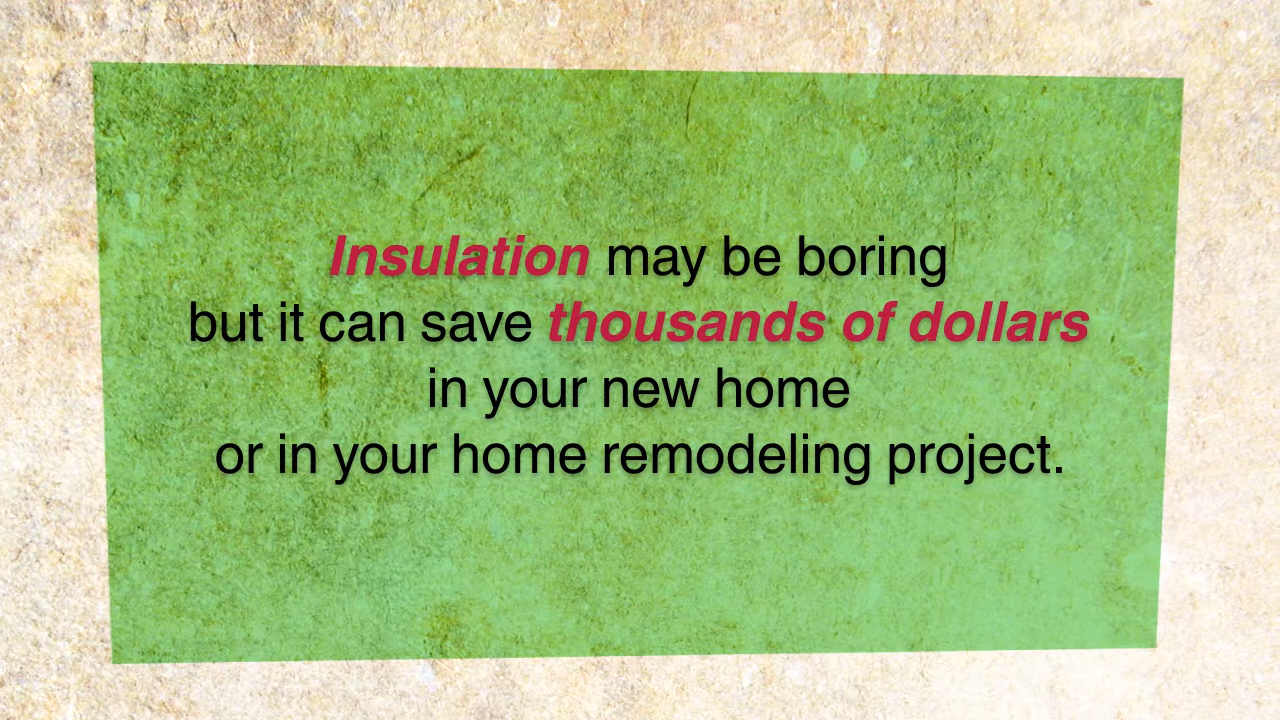 Insulation may be boring
but it can save thousands of dollars
in your new home
or in your home remodeling project.